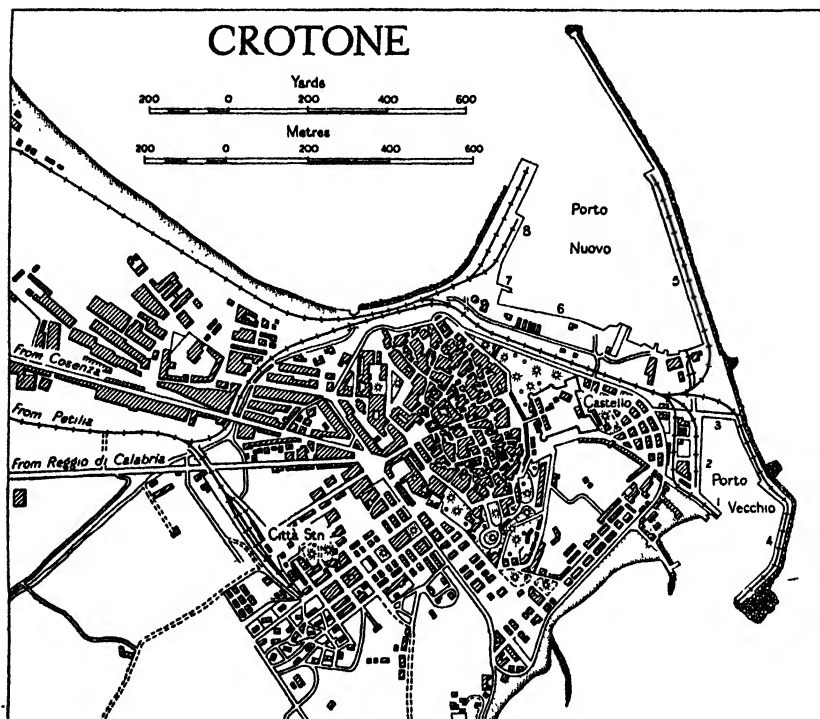 CROTONE
Yards
200 0 200 400 600
Metres
200 0 200 400 600
Porto
Nuovo
8
7
6
5
From Cosenza
From Petilia
From Reggio di Calabria
Castello
3
2
Porto
1
Vecchio
4
Città Stn